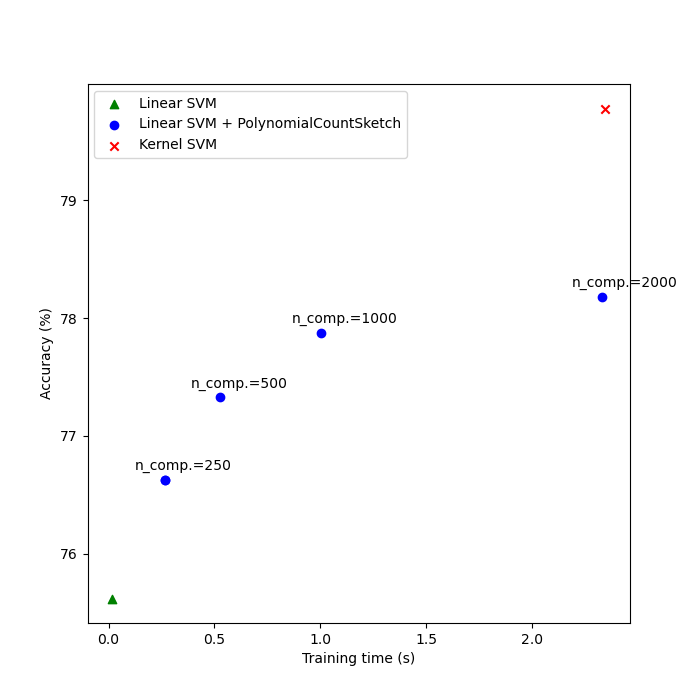 Linear SVM
Linear SVM + PolynomialCountSketch
Kernel SVM
79
n_comp.=2000
78
n_comp.=1000
n_comp.=500
77
n_comp.=250
76
Accuracy (%)
0.0 0.5 1.0 1.5 2.0
Training time (s)